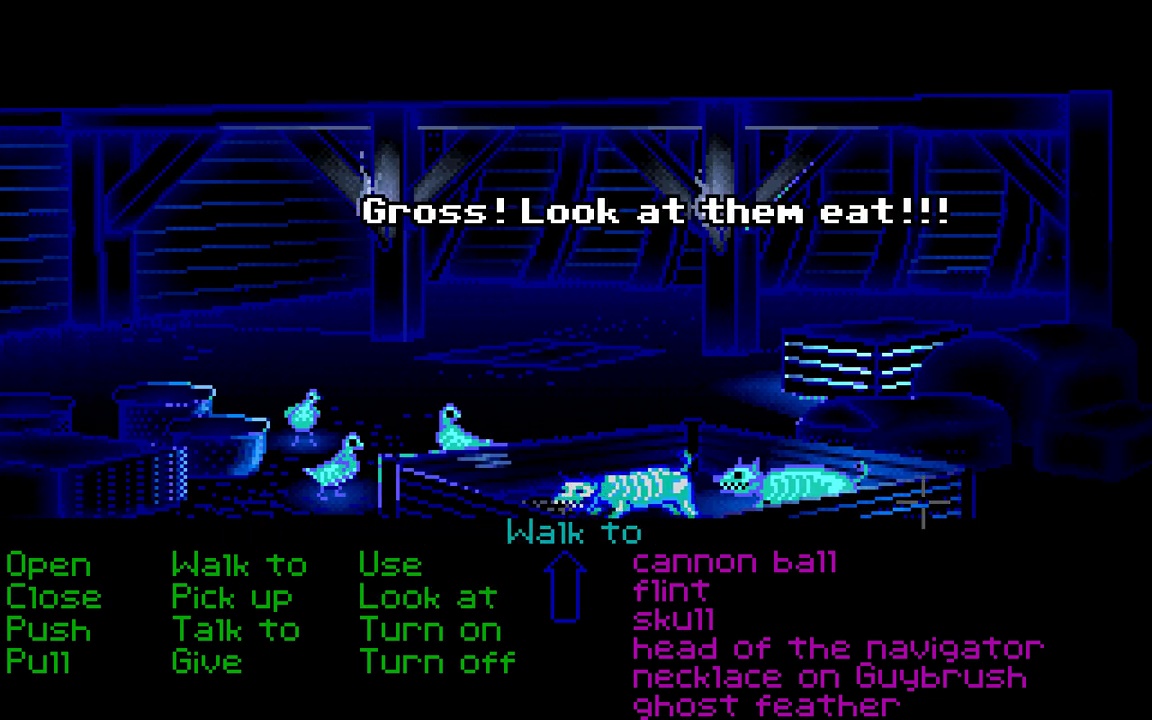 Gross! Look at them eat!!!
Walk to
Open Walk to Use
Close Pick up Look at
Push Talk to Turn on
Pull Give Turn off
cannon ball
flint
skull
head of the navigator
necklace on Guybrush
ghost feather